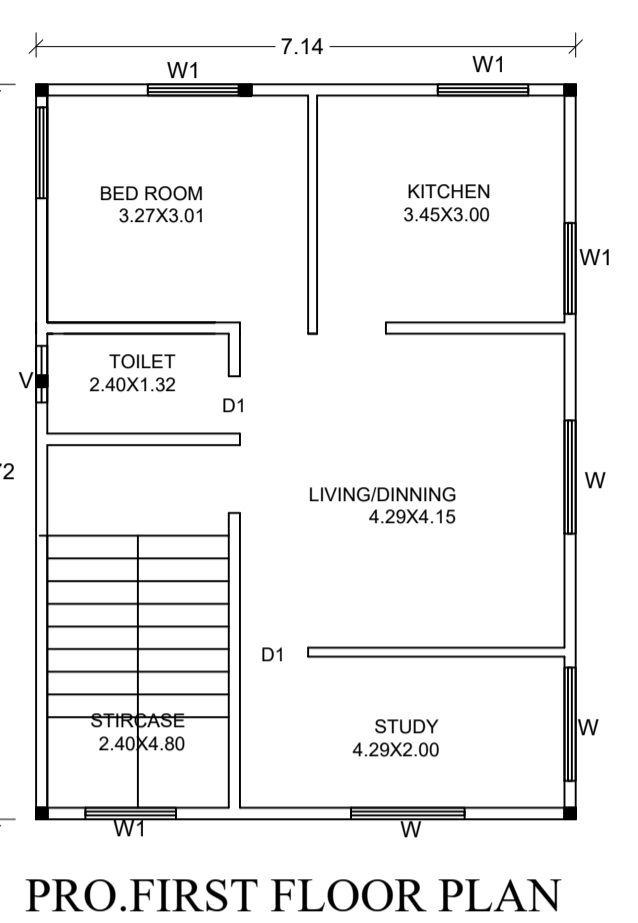 7.14
W1
W1
BED ROOM
3.27X3.01
KITCHEN
3.45X3.00
W1
TOILET
2.40X1.32
V
D1
72
W
LIVING/DINNING
4.29X4.15
D1
STIRCASE
2.40X4.80
STUDY
4.29X2.00
W
W1
W
PRO.FIRST FLOOR PLAN